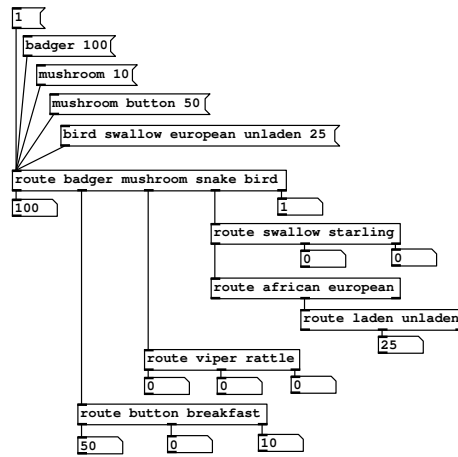 1
badger 100
mushroom 10
mushroom button 50
bird swallow european unladen 25
route badger mushroom snake bird
100
1
route swallow starling
0
0
route african european
route laden unladen
25
route viper rattle
0
0
0
route button breakfast
50
0
10